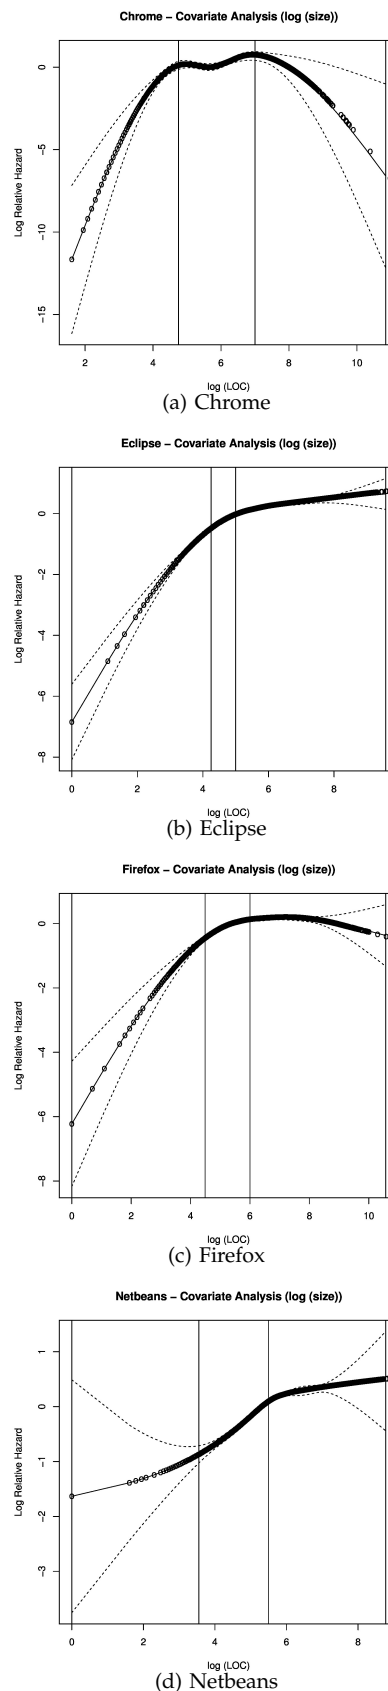 Chrome – Covariate Analysis (log (size))
0
−5
−10
−15
Log Relative Hazard
2 4 6 8 10
log (LOC)
(a) Chrome
Eclipse – Covariate Analysis (log (size))
0
−2
−4
−6
−8
Log Relative Hazard
0 2 4 6 8
log (LOC)
(b) Eclipse
Firefox – Covariate Analysis (log (size))
0
−2
−4
−6
−8
Log Relative Hazard
0 2 4 6 8 10
log (LOC)
(c) Firefox
Netbeans – Covariate Analysis (log (size))
1
0
−1
−2
−3
Log Relative Hazard
0 2 4 6 8
log (LOC)
(d) Netbeans